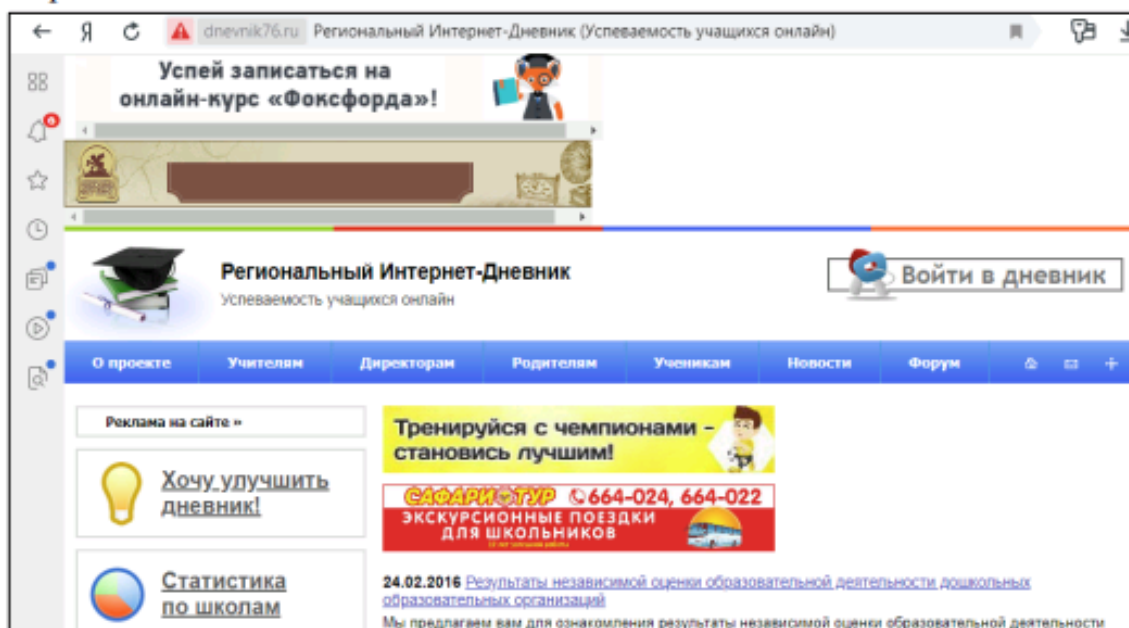 dnevnik76.ru Региональный Интернет-Дневник (Успеваемость учащихся онлайн)
Успей записаться на
онлайн-курс «Фоксфорда»!
Региональный Интернет-Дневник
Успеваемость учащихся онлайн
Войти в дневник
О проекте Учителям Директорам Родителям Ученикам Новости Форум
Реклама на сайте »
Хочу улучшить
дневник!
Статистика
по школам
Тренируйся с чемпионами –
становись лучшим!
САФАРИ ТУР 664-024, 664-022
ЭКСКУРСИОННЫЕ ПОЕЗДКИ
ДЛЯ ШКОЛЬНИКОВ
24.02.2016 Результаты независимой оценки образовательной деятельности дошкольных
образовательных организаций
Мы предлагаем вам для ознакомления результаты независимой оценки образовательной деятельности